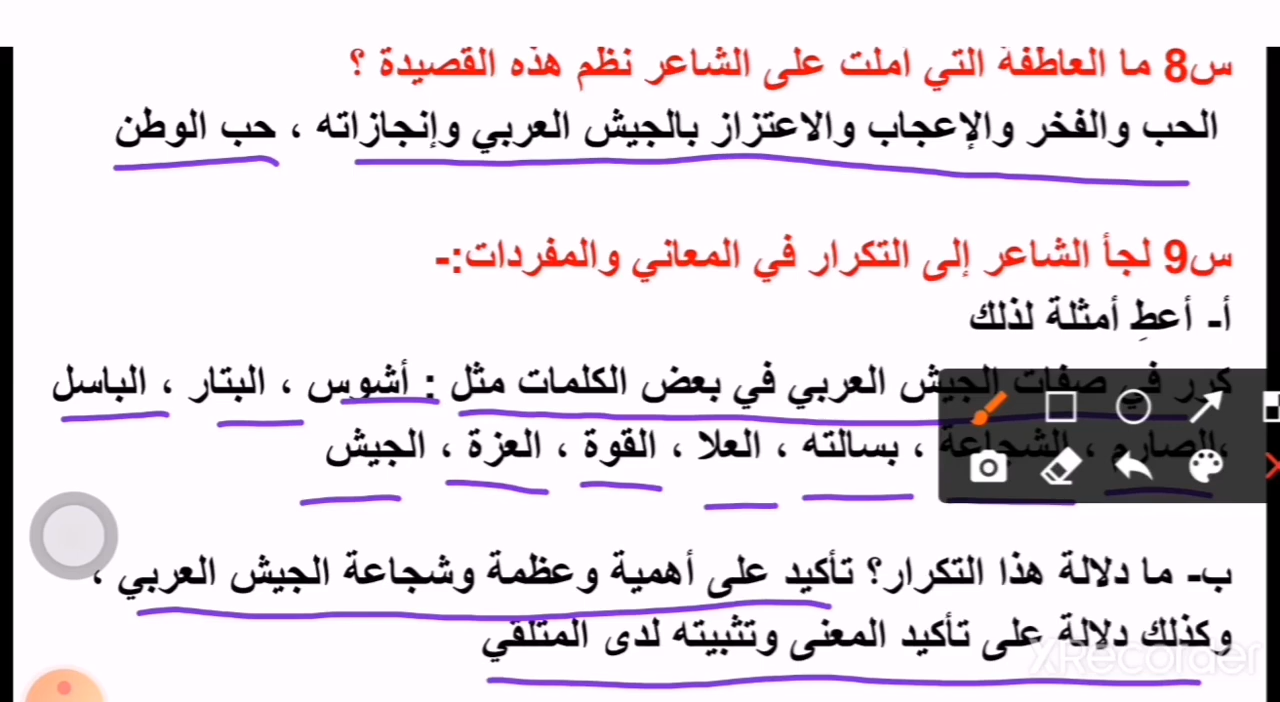 س8 ما العاطفة التي املت على الشاعر نظم هذه القصيدة ؟
الحب والفخر والإعجاب والاعتزاز بالجيش العربي وإنجازاته ، حب الوطن
س9 لجأ الشاعر إلى التكرار في المعاني والمفردات:-
أ- أعطِ أمثلة لذلك
كرر في صفات الجيش العربي في بعض الكلمات مثل : أشوس ، البتار ، الباسل
،الصارم ، الشجاعة ، بسالته ، العلا ، القوة ، العزة ، الجيش
ب- ما دلالة هذا التكرار؟ تأكيد على أهمية وعظمة وشجاعة الجيش العربي ،
وكذلك دلالة على تأكيد المعنى وتثبيته لدى المتلقي
XRecorder